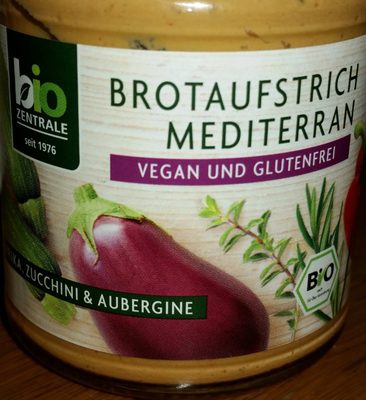 bio
ZENTRALE
seit 1976
BROTAUFSTRICH
MEDITERRAN
VEGAN UND GLUTENFREI
ZUCCHINI & AUBERGINE
BIO